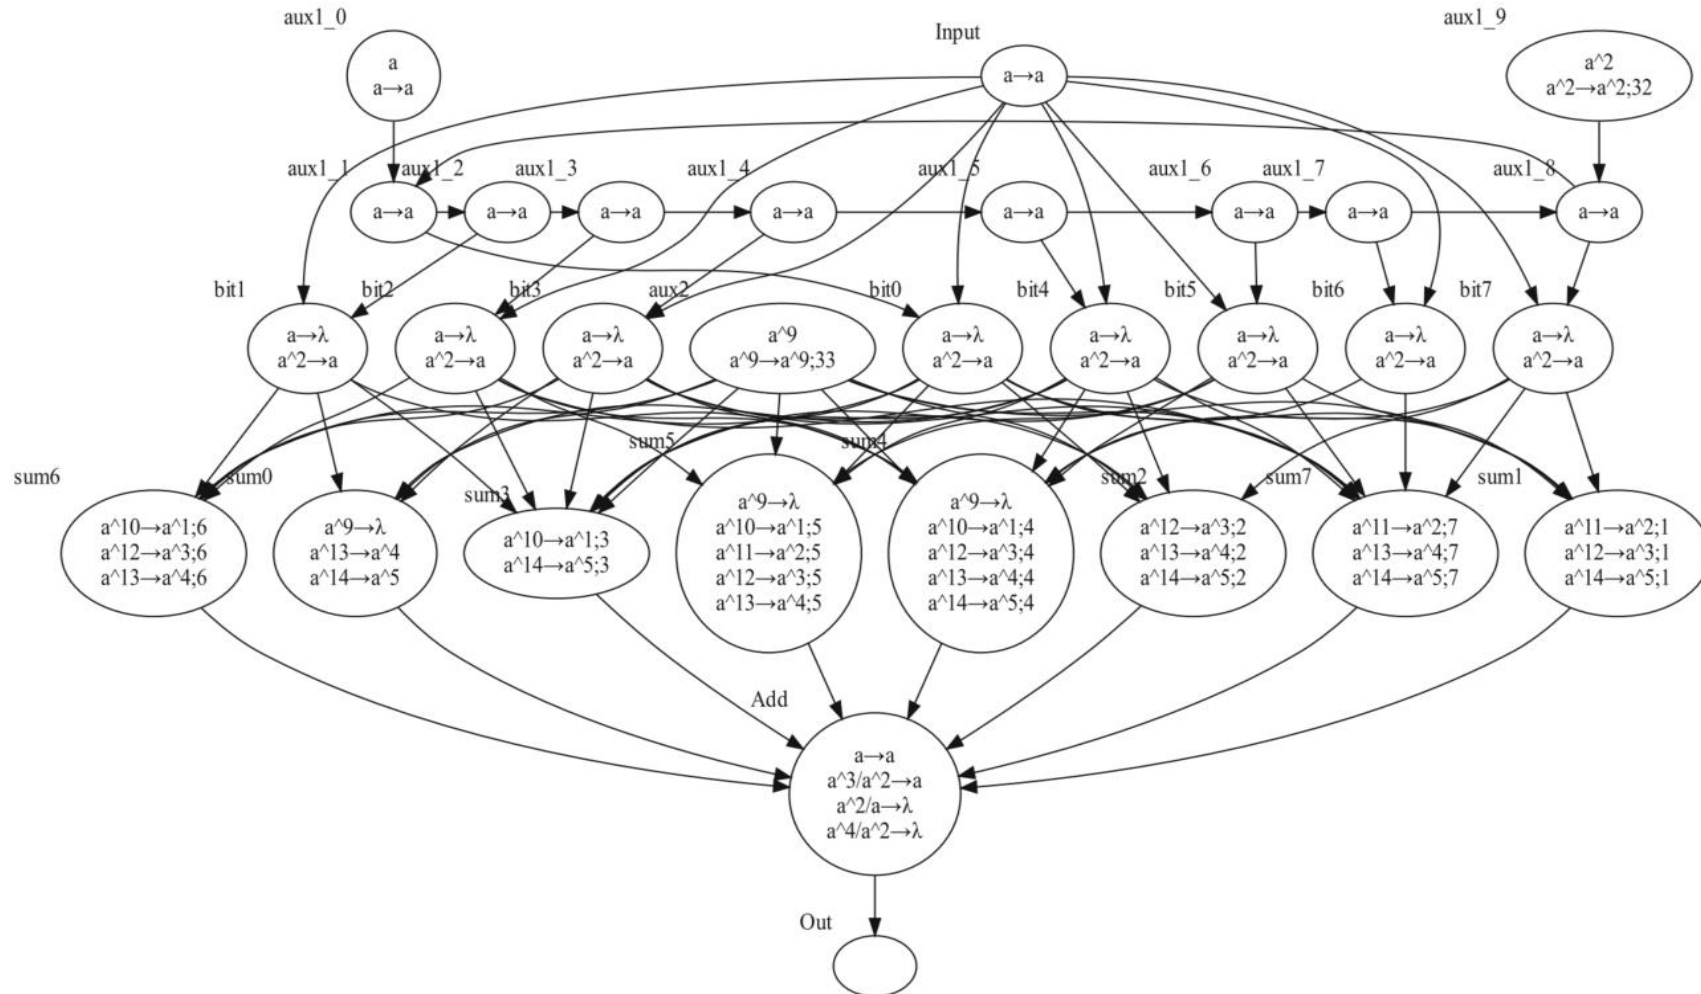 aux1_0
Input
aux1_9
a
a→a
a→a
a^2
a^2→a^2;32
aux1_1
aux1_2
aux1_3
aux1_4
aux1_5
aux1_6
aux1_7
aux1_8
a→a
a→a
a→a
a→a
a→a
a→a
a→a
a→a
bit1
bit2
bit3
aux2
bit0
bit4
bit5
bit6
bit7
a→λ
a^2→a
a→λ
a^2→a
a→λ
a^2→a
a^9
a^9→a^9;33
a→λ
a^2→a
a→λ
a^2→a
a→λ
a^2→a
a→λ
a^2→a
a→λ
a^2→a
sum6
sum0
sum3
sum5
sum4
sum2
sum7
sum1
a^10→a^1;6
a^12→a^3;6
a^13→a^4;6
a^9→λ
a^13→a^4
a^14→a^5
a^10→a^1;3
a^14→a^5;3
a^9→λ
a^10→a^1;5
a^11→a^2;5
a^12→a^3;5
a^13→a^4;5
a^9→λ
a^10→a^1;4
a^12→a^3;4
a^13→a^4;4
a^14→a^5;4
a^12→a^3;2
a^13→a^4;2
a^14→a^5;2
a^11→a^2;7
a^13→a^4;7
a^14→a^5;7
a^11→a^2;1
a^12→a^3;1
a^14→a^5;1
Add
a→a
a^3/a^2→a
a^2/a→λ
a^4/a^2→λ
Out